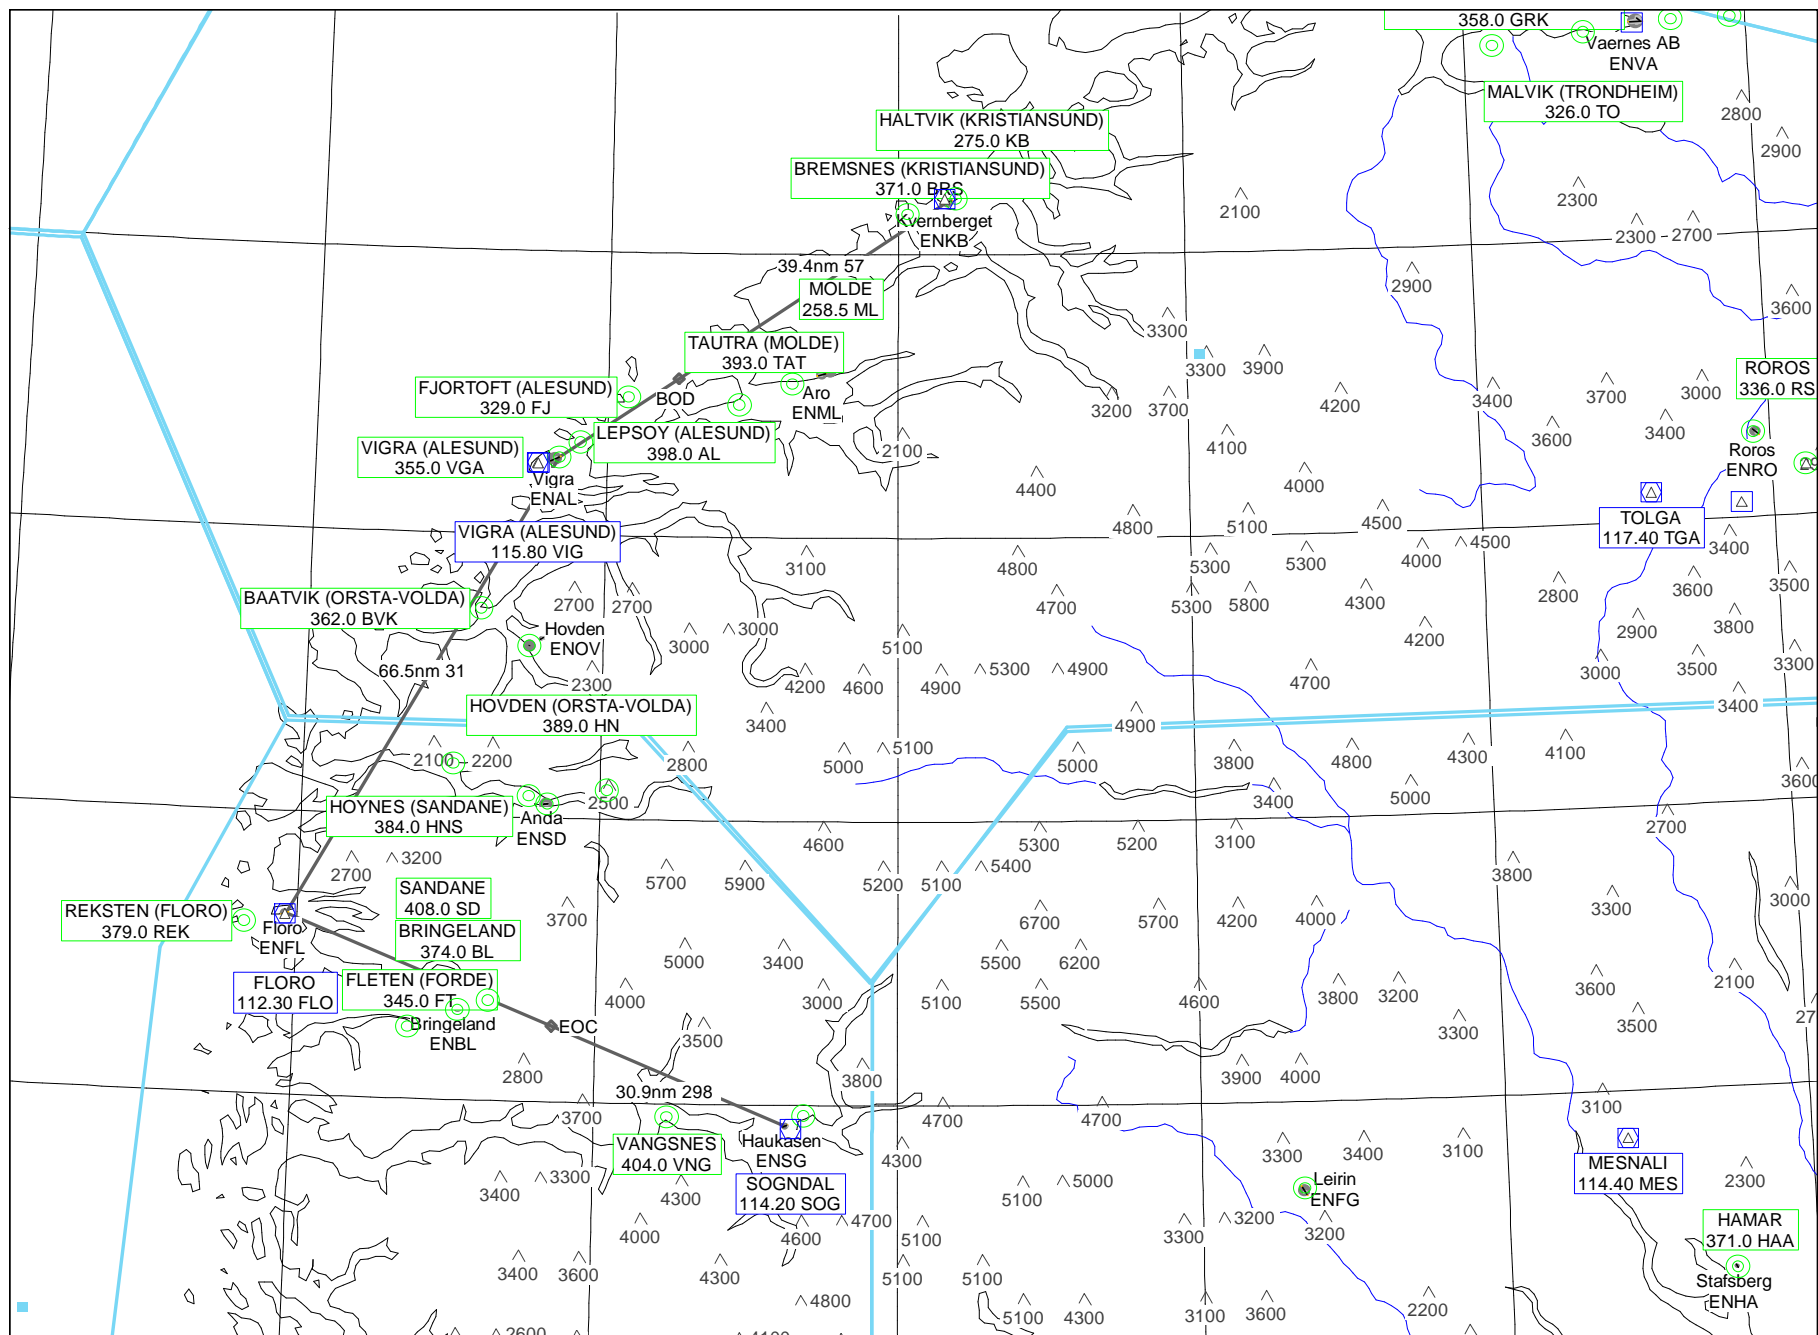 358.0 GRK
Vaernes AB
ENVA
MALVIK (TRONDHEIM)
326.0 TO
2800
2900
HALTVIK (KRISTIANSUND)
275.0 KB
BREMSNES (KRISTIANSUND)
371.0 BRS
Kvernberget
ENKB
2100
2300
2300
2700
39.4nm 57
MOLDE
258.5 ML
2900
3600
3300
TAUTRA (MOLDE)
393.0 TAT
3300
3900
ROROS
336.0 RS
FJORTOFT (ALESUND)
329.0 FJ
BOD
Aro
ENML
3200
3700
4200
3400
3700
3000
3600
3400
VIGRA (ALESUND)
355.0 VGA
LEPSOY (ALESUND)
398.0 AL
2100
4100
Roros
ENRO
Vigra
ENAL
4400
4000
TOLGA
117.40 TGA
VIGRA (ALESUND)
115.80 VIG
4800
5100
4500
3100
4800
5300
5300
4000
4500
3400
3500
BAATVIK (ORSTA-VOLDA)
362.0 BVK
2700
2700
4700
5300
5800
4300
2800
3600
Hovden
ENOV
3000
3000
5100
4200
2900
3800
66.5nm 31
2300
4200
4600
4900
5300
4900
4700
3000
3500
3300
HOVDEN (ORSTA-VOLDA)
389.0 HN
3400
4900
3400
2100
2200
2800
5000
5100
5000
3800
4800
4300
4100
3600
HOYNES (SANDANE)
384.0 HNS
2500
Anda
ENSD
3400
5000
2700
4600
5300
5200
3100
2700
3200
5700
5900
5200
5100
5400
3800
3000
SANDANE
408.0 SD
REKSTEN (FLORO)
379.0 REK
Floro
ENFL
BRINGELAND
374.0 BL
3700
6700
5700
4200
4000
3300
5000
3400
5500
6200
FLORO
112.30 FLO
FLETEN (FORDE)
345.0 FT
4000
3000
5100
5500
4600
3800
3200
3600
2100
Bringeland
ENBL
EOC
3500
3300
3500
2800
3800
3900
4000
30.9nm 298
3700
4700
4700
3100
VANGSNES
404.0 VNG
Haukasen
ENSG
4300
3300
3400
3100
MESNALI
114.40 MES
3400
3300
4300
SOGNDAL
114.20 SOG
5100
5000
Leirin
ENFG
2300
4000
4600
4700
5100
3300
3200
3200
HAMAR
371.0 HAA
3400
3600
4300
5100
5100
Stafsberg
ENHA
4800
5100
4300
3100
3600
2200
2600